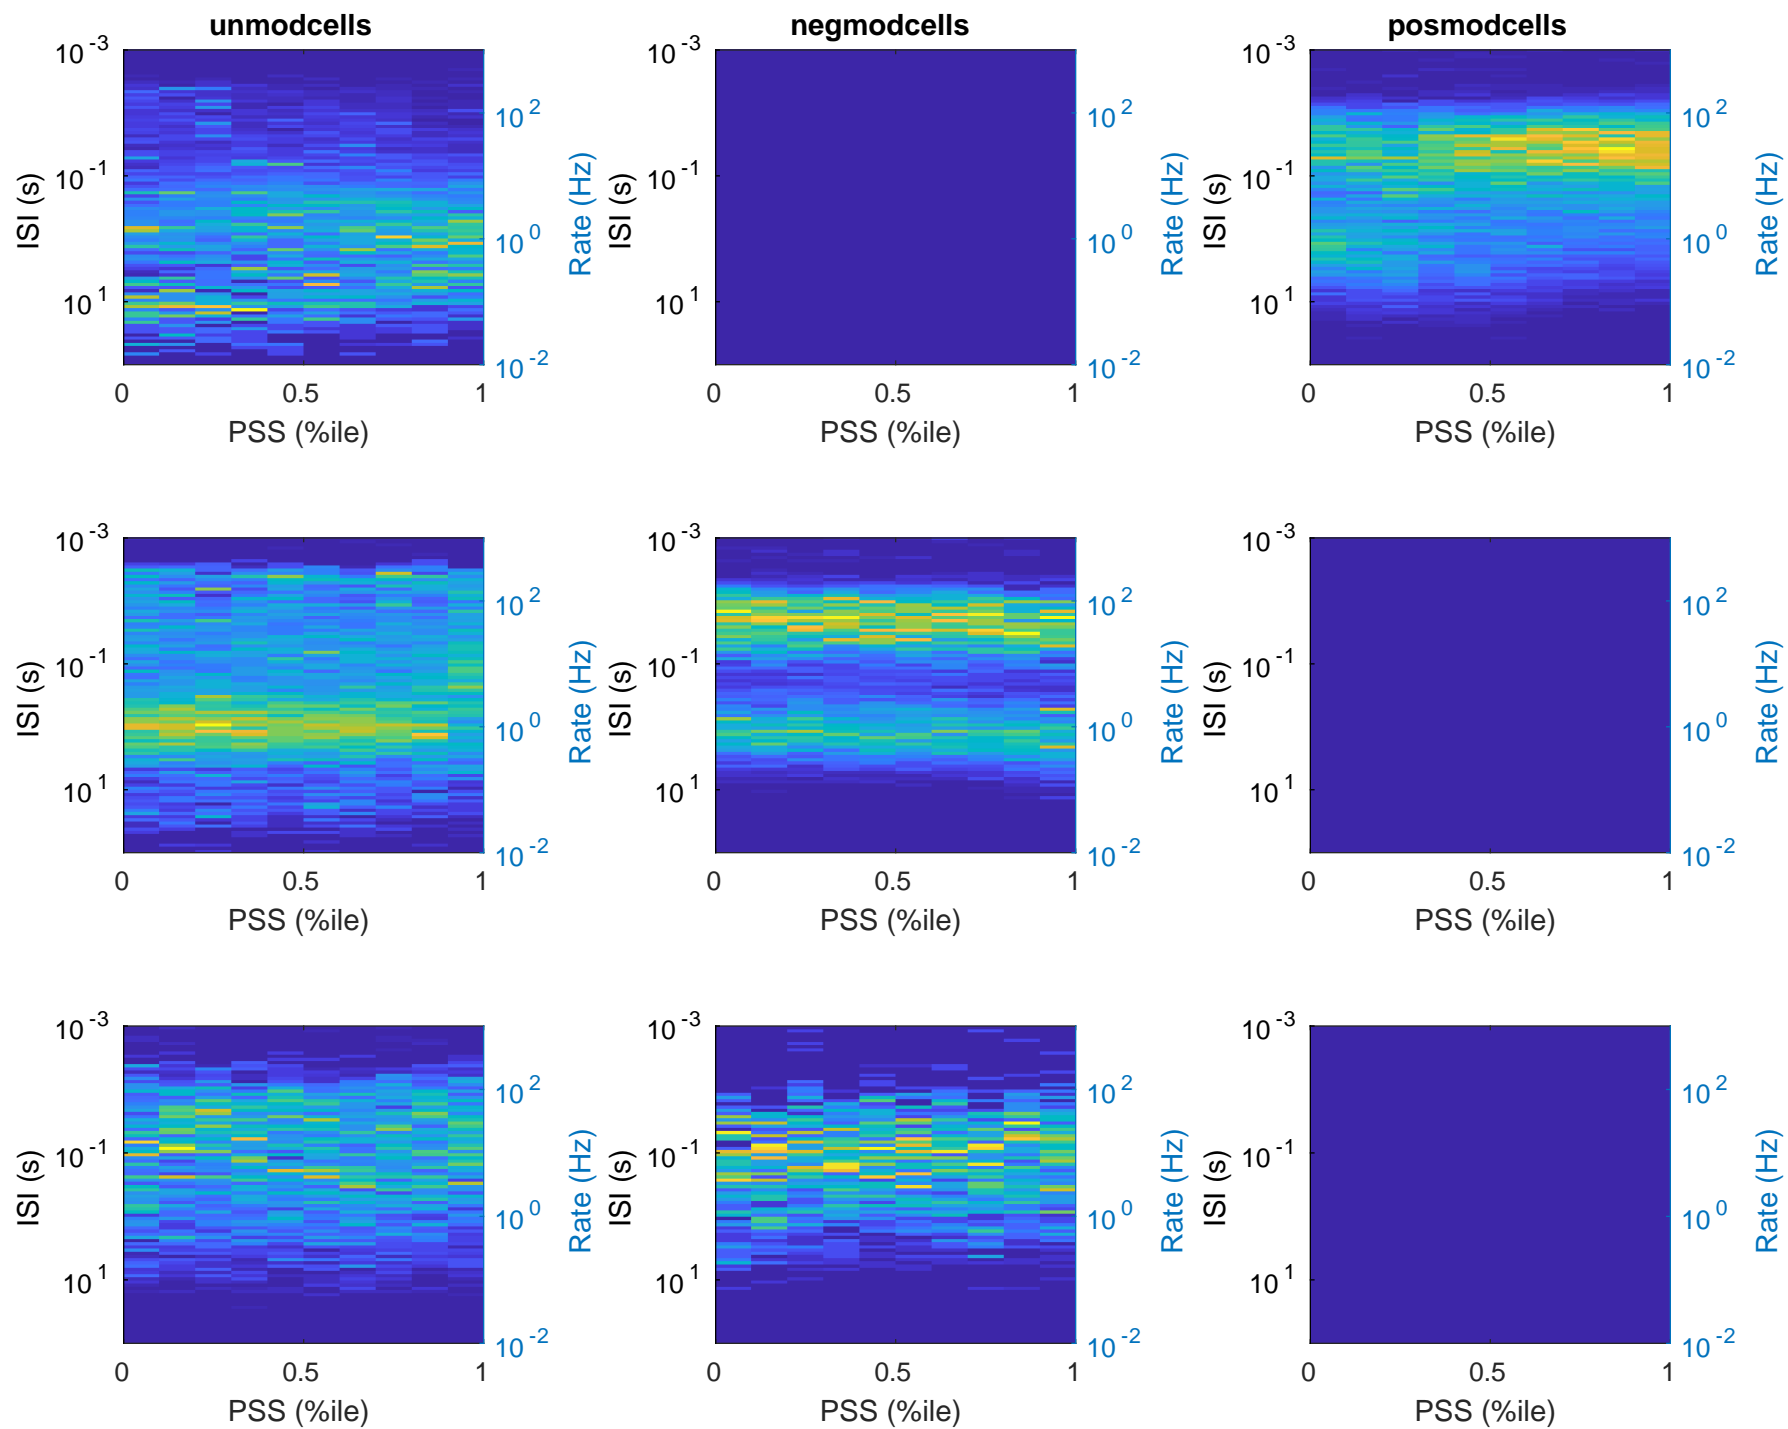 unmodcells negmodcells posmodcells
10^-3 10^-3 10^-3
10^2 10^2 10^2
10^-1 10^-1 10^-1
ISI (s) Rate (Hz) ISI (s) Rate (Hz) ISI (s) Rate (Hz)
10^0 10^0 10^0
10^1 10^1 10^1
10^-2 10^-2 10^-2
0 0.5 1 0 0.5 1 0 0.5 1
PSS (%ile) PSS (%ile) PSS (%ile)
10^-3 10^-3 10^-3
10^2 10^2 10^2
10^-1 10^-1 10^-1
ISI (s) Rate (Hz) ISI (s) Rate (Hz) ISI (s) Rate (Hz)
10^0 10^0 10^0
10^1 10^1 10^1
10^-2 10^-2 10^-2
0 0.5 1 0 0.5 1 0 0.5 1
PSS (%ile) PSS (%ile) PSS (%ile)
10^-3 10^-3 10^-3
10^2 10^2 10^2
10^-1 10^-1 10^-1
ISI (s) Rate (Hz) ISI (s) Rate (Hz) ISI (s) Rate (Hz)
10^0 10^0 10^0
10^1 10^1 10^1
10^-2 10^-2 10^-2
0 0.5 1 0 0.5 1 0 0.5 1
PSS (%ile) PSS (%ile) PSS (%ile)